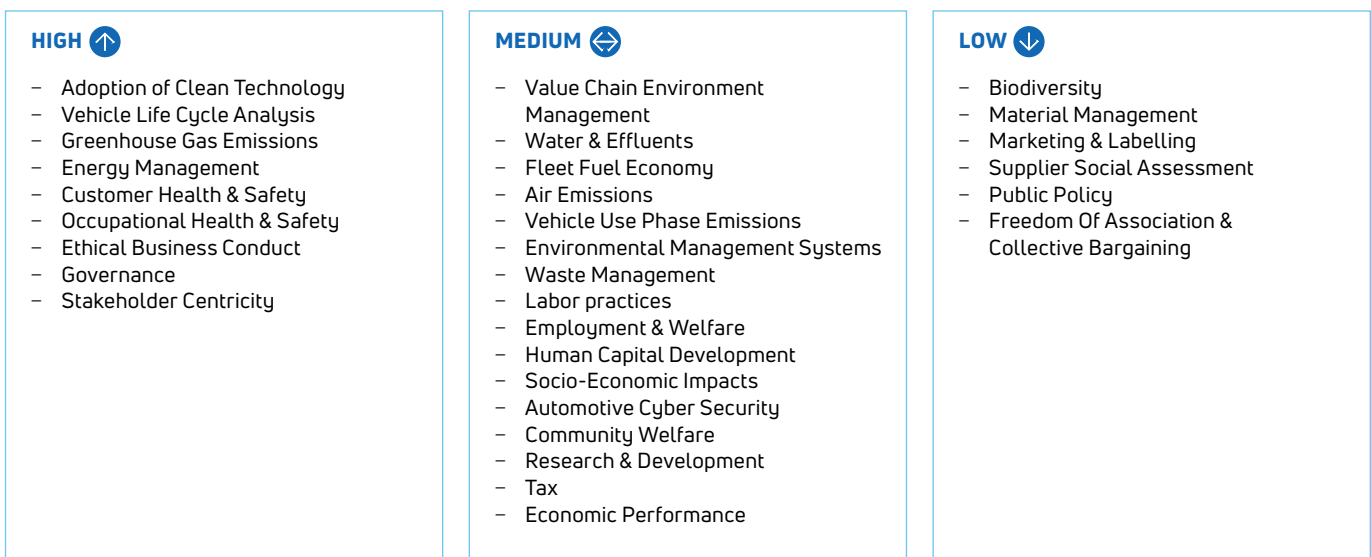 HIGH
– Adoption of Clean Technology
– Vehicle Life Cycle Analysis
– Greenhouse Gas Emissions
– Energy Management
– Customer Health & Safety
– Occupational Health & Safety
– Ethical Business Conduct
– Governance
– Stakeholder Centricity
MEDIUM
– Value Chain Environment
Management
– Water & Effluents
– Fleet Fuel Economy
– Air Emissions
– Vehicle Use Phase Emissions
– Environmental Management Systems
– Waste Management
– Labor practices
– Employment & Welfare
– Human Capital Development
– Socio-Economic Impacts
– Automotive Cyber Security
– Community Welfare
– Research & Development
– Tax
– Economic Performance
LOW
– Biodiversity
– Material Management
– Marketing & Labelling
– Supplier Social Assessment
– Public Policy
– Freedom Of Association &
Collective Bargaining